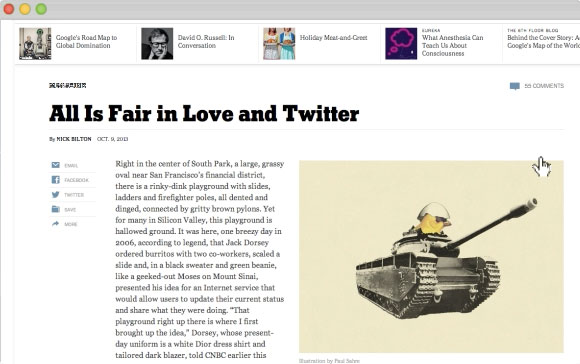 Google's Road Map to
Global Domination
David O. Russell: In
Conversation
Holiday Meat-and-Greet
EUREKA
What Anesthesia Can
Teach Us About
Consciousness
THE 6TH FLOOR BLOG
Behind the Cover Story: A
Google's Map of the World
55 COMMENTS
All Is Fair in Love and Twitter
By NICK BILTON OCT. 9, 2013
EMAIL
FACEBOOK
TWITTER
SAVE
MORE
Right in the center of South Park, a large, grassy
oval near San Francisco's financial district,
there is a rinky-dink playground with slides,
ladders and firefighter poles, all dented and
dinged, connected by gritty brown pylons. Yet
for many in Silicon Valley, this playground is
hallowed ground. It was here, one breezy day in
2006, according to legend, that Jack Dorsey
ordered burritos with two co-workers, scaled a
slide and, in a black sweater and green beanie,
like a geeked-out Moses on Mount Sinai,
presented his idea for an Internet service that
would allow users to update their current status
and share what they were doing. "That
playground right there is where I first
brought up the idea," Dorsey, whose present-
day uniform is a white Dior dress shirt and
tailored dark blazer, told CNBC earlier this
Illustration by Paul Sahre